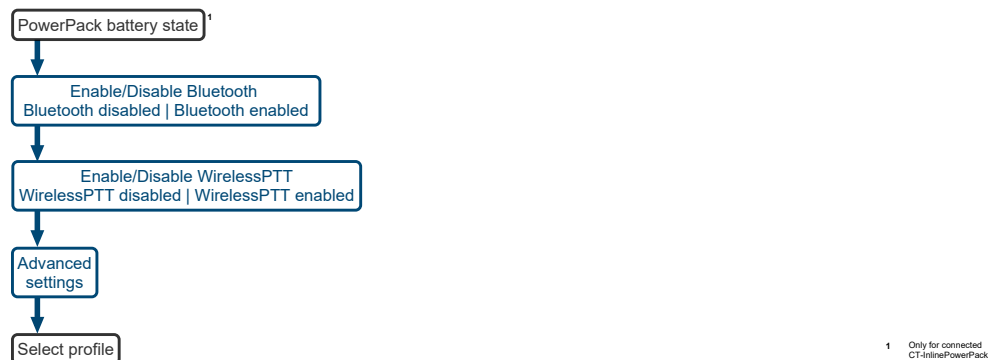 PowerPack battery state 1
Enable/Disable Bluetooth
Bluetooth disabled | Bluetooth enabled
Enable/Disable WirelessPTT
WirelessPTT disabled | WirelessPTT enabled
Advanced
settings
Select profile
1 Only for connected
CT-InlinePowerPack